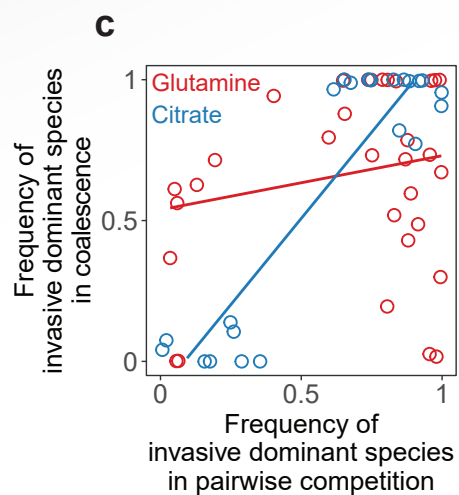 c
Frequency of
invasive dominant species
in coalescence
1
0.5
0
Glutamine
Citrate
0
0.5
1
Frequency of
invasive dominant species
in pairwise competition